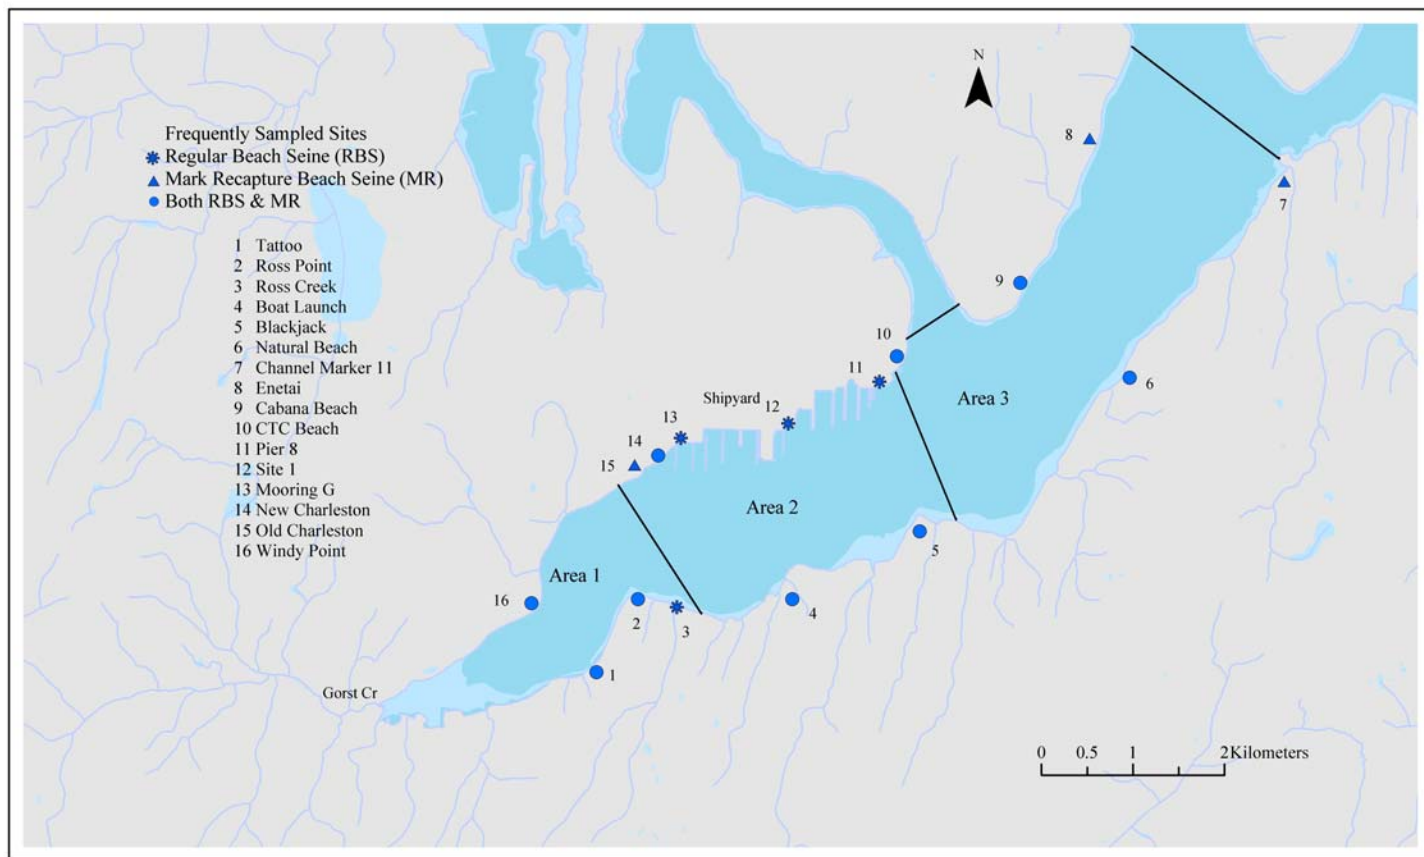 N
Frequently Sampled Sites
Regular Beach Seine (RBS)
Mark Recapture Beach Seine (MR)
Both RBS & MR
1 Tattoo
2 Ross Point
3 Ross Creek
4 Boat Launch
5 Blackjack
6 Natural Beach
7 Channel Marker 11
8 Enetai
9 Cabana Beach
10 CTC Beach
11 Pier 8
12 Site 1
13 Mooring G
14 New Charleston
15 Old Charleston
16 Windy Point
8
7
9
10
11
6
Shipyard
Area 3
12
13
14
15
Area 2
5
Area 1
16
2
3
4
1
Gorst Cr
0 0.5 1 2Kilometers